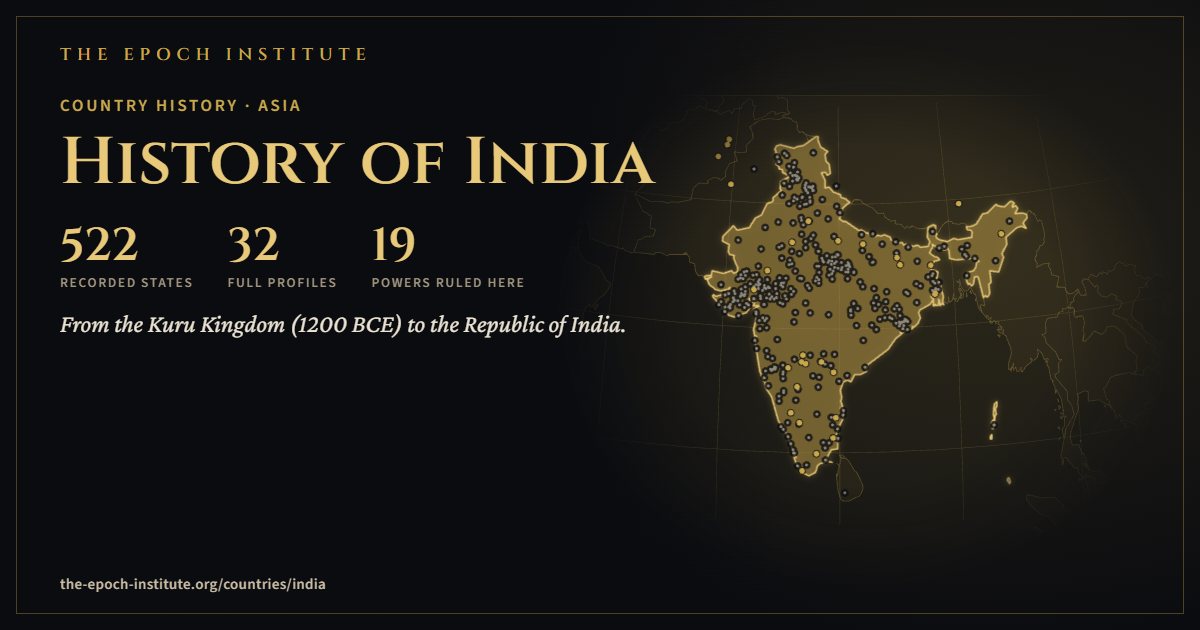 THE EPOCH INSTITUTE
COUNTRY HISTORY · ASIA
History of India
522 32 19
RECORDED STATES FULL PROFILES POWERS RULED HERE
From the Kuru Kingdom (1200 BCE) to the Republic of India.
the-epoch-institute.org/countries/india